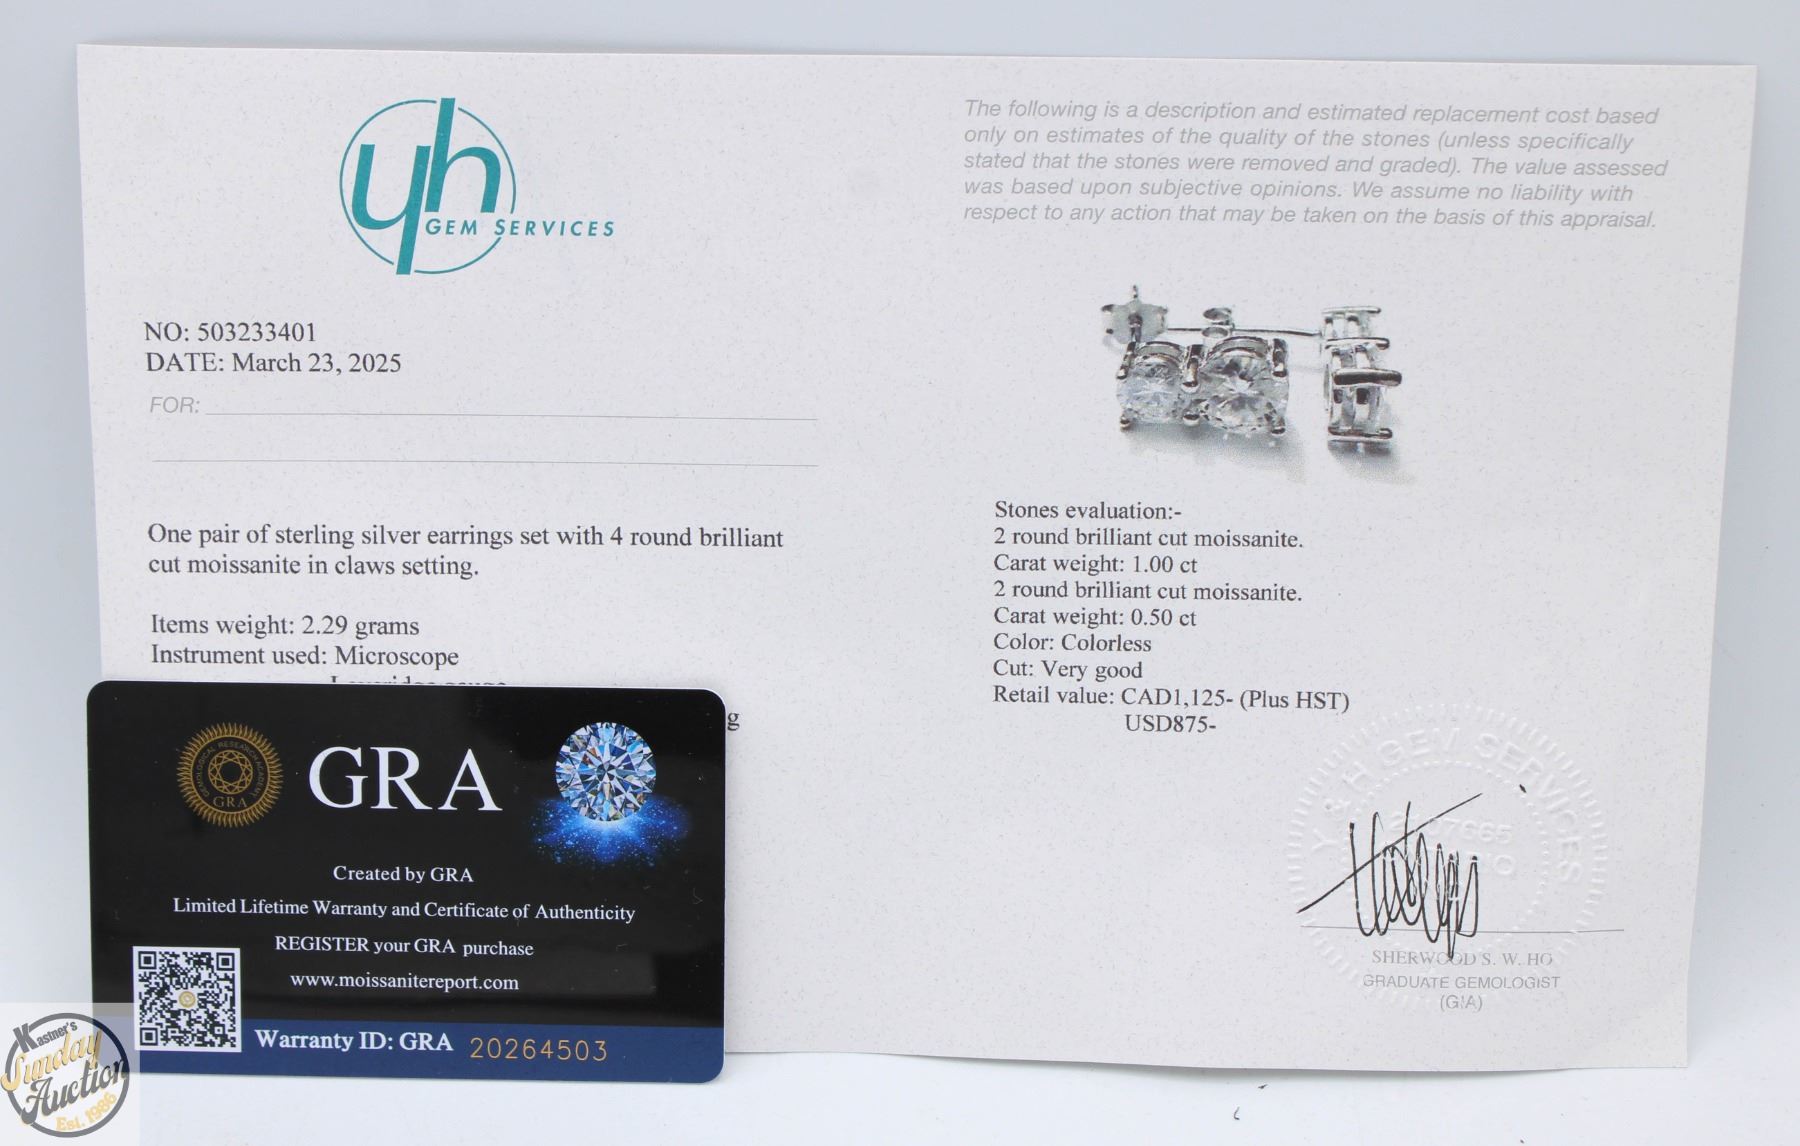 yh
GEM SERVICES
NO: 503233401
DATE: March 23, 2025
FOR:
One pair of sterling silver earrings set with 4 round brilliant
cut moissanite in claws setting.
Items weight: 2.29 grams
Instrument used: Microscope
g
The following is a description and estimated replacement cost based
only on estimates of the quality of the stones (unless specifically
stated that the stones were removed and graded). The value assessed
was based upon subjective opinions. We assume no liability with
respect to any action that may be taken on the basis of this appraisal.
Stones evaluation:-
2 round brilliant cut moissanite.
Carat weight: 1.00 ct
2 round brilliant cut moissanite.
Carat weight: 0.50 ct
Color: Colorless
Cut: Very good
Retail value: CAD1,125- (Plus HST)
USD875-
Y & H GEM SERVICES
SHERWOOD S. W. HO
GRADUATE GEMOLOGIST
(GIA)
GEMOLOGICAL RESEARCH ACADEMY
GRA
GRA
Created by GRA
Limited Lifetime Warranty and Certificate of Authenticity
REGISTER your GRA purchase
www.moissanitereport.com
Warranty ID: GRA 20264503
Kastner's
Sunday
Auction
Est. 1986